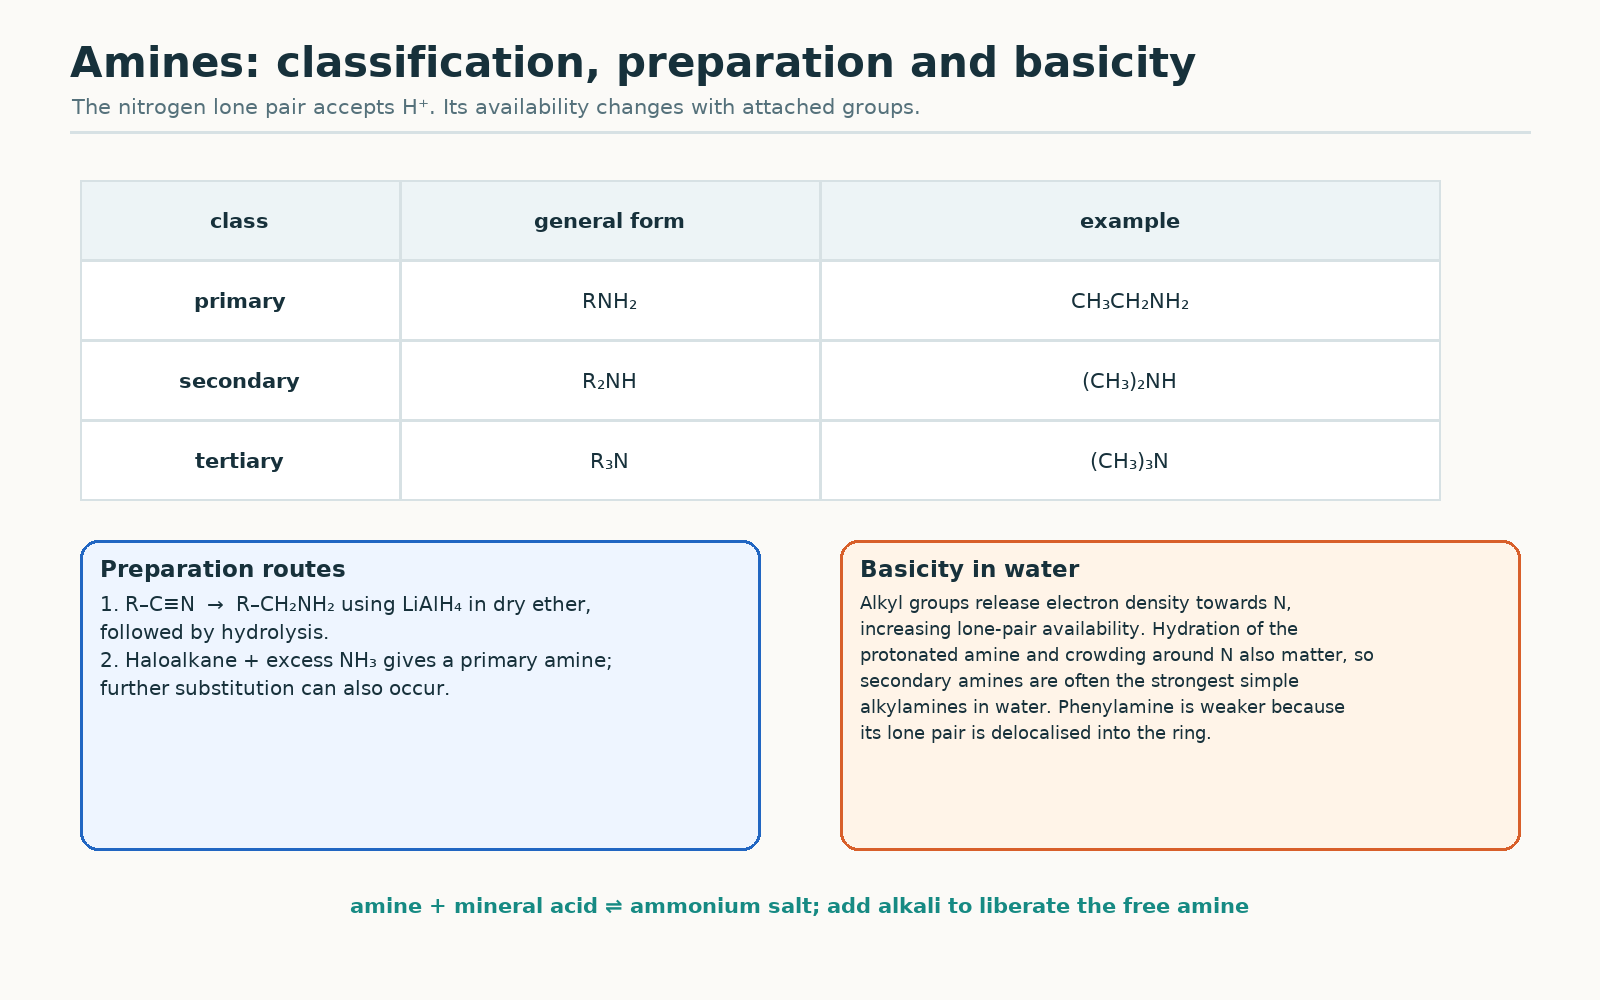 Amines: classification, preparation and basicity
The nitrogen lone pair accepts H⁺. Its availability changes with attached groups.
class general form example
primary RNH₂ CH₃CH₂NH₂
secondary R₂NH (CH₃)₂NH
tertiary R₃N (CH₃)₃N
Preparation routes
1. R–C≡N → R–CH₂NH₂ using LiAlH₄ in dry ether,
followed by hydrolysis.
2. Haloalkane + excess NH₃ gives a primary amine;
further substitution can also occur.
Basicity in water
Alkyl groups release electron density towards N,
increasing lone-pair availability. Hydration of the
protonated amine and crowding around N also matter, so
secondary amines are often the strongest simple
alkylamines in water. Phenylamine is weaker because
its lone pair is delocalised into the ring.
amine + mineral acid ⇌ ammonium salt; add alkali to liberate the free amine